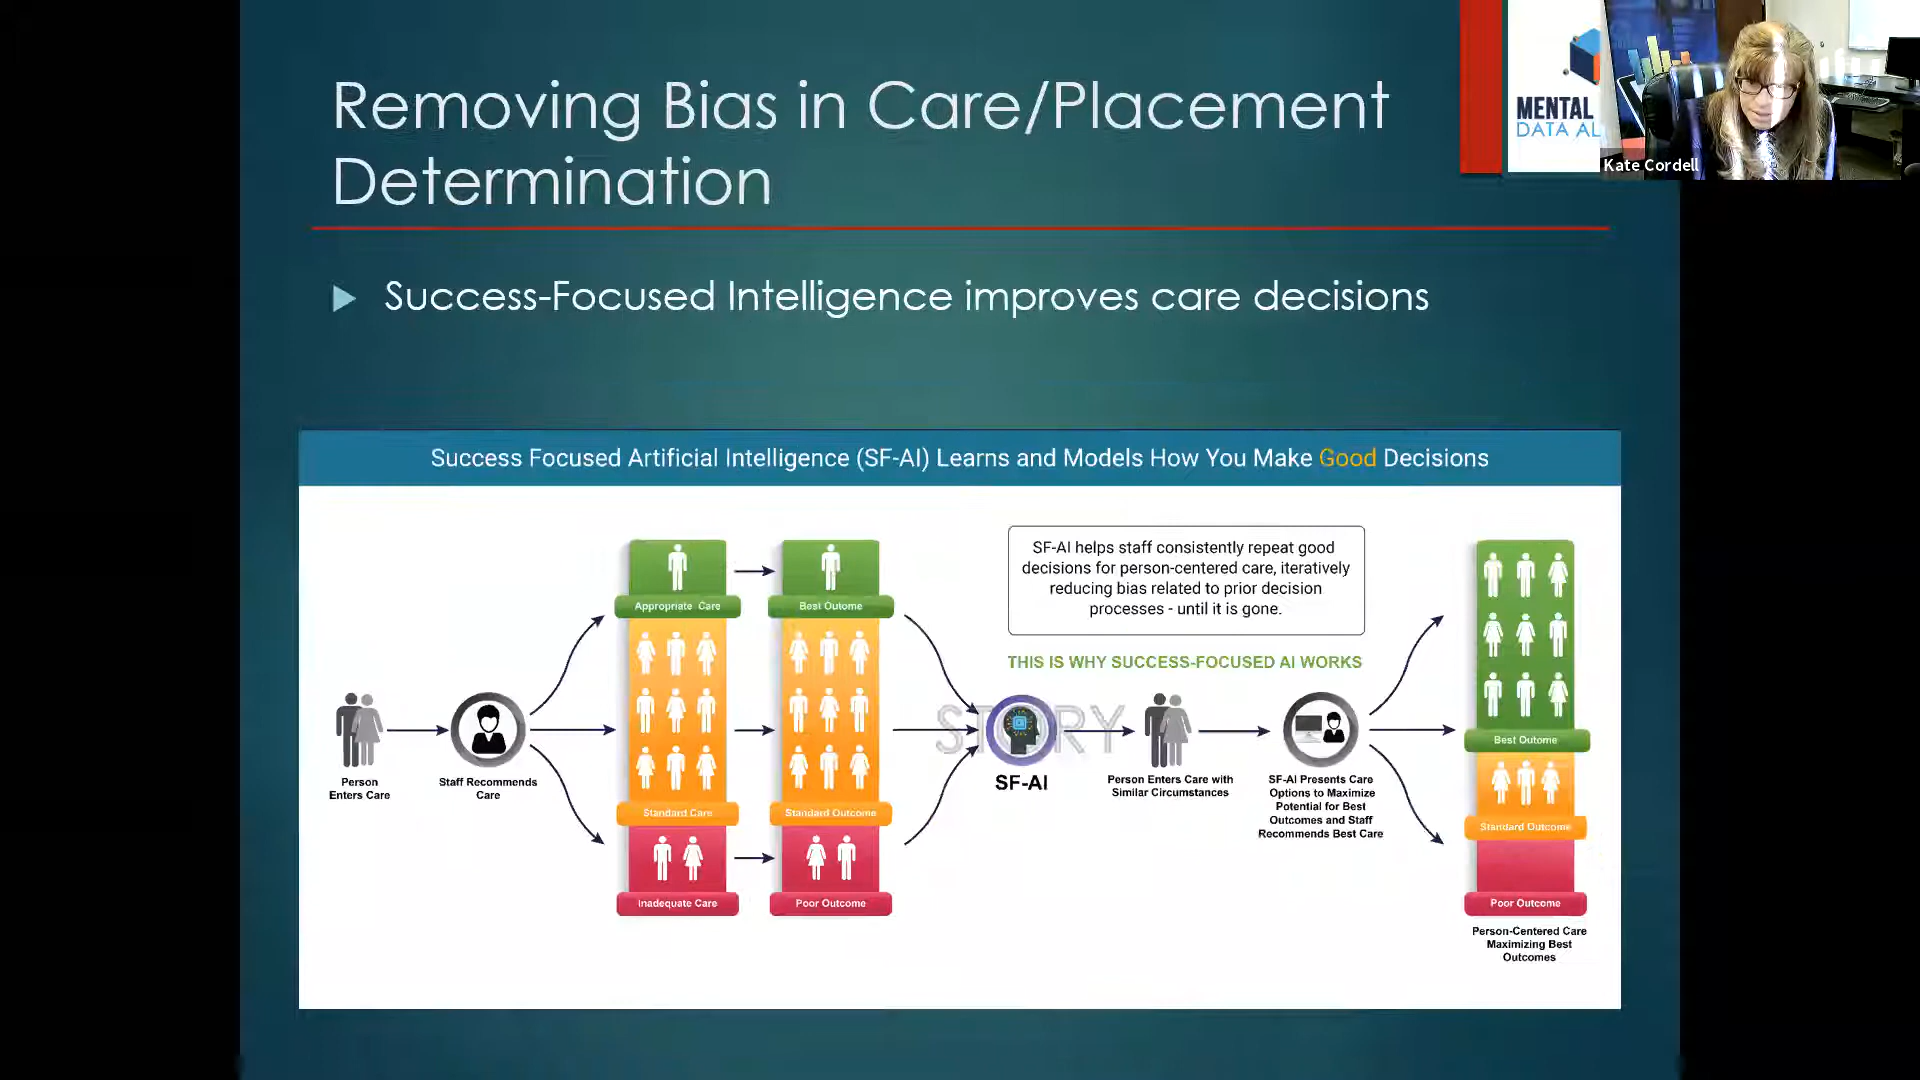 Removing Bias in Care/Placement
Determination
MENTAL
DATA AL
Kate Cordell
Success-Focused Intelligence improves care decisions
Success Focused Artificial Intelligence (SF-AI) Learns and Models How You Make Good Decisions
SF-AI helps staff consistently repeat good
decisions for person-centered care, iteratively
reducing bias related to prior decision
processes - until it is gone.
THIS IS WHY SUCCESS-FOCUSED AI WORKS
Appropriate Care
Best Outome
Standard Care
Standard Outcome
Inadequate Care
Poor Outcome
Person
Enters Care
Staff Recommends
Care
STORY
SF-AI
Person Enters Care with
Similar Circumstances
SF-AI Presents Care
Options to Maximize
Potential for Best
Outcomes and Staff
Recommends Best Care
Best Outcome
Standard Outcome
Poor Outcome
Person-Centered Care
Maximizing Best
Outcomes